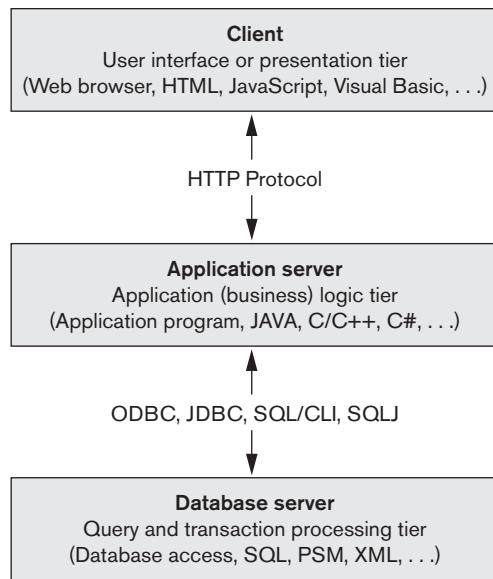 Client
User interface or presentation tier
(Web browser, HTML, JavaScript, Visual Basic, . . .)
HTTP Protocol
Application server
Application (business) logic tier
(Application program, JAVA, C/C++, C#, . . .)
ODBC, JDBC, SQL/CLI, SQLJ
Database server
Query and transaction processing tier
(Database access, SQL, PSM, XML, . . .)